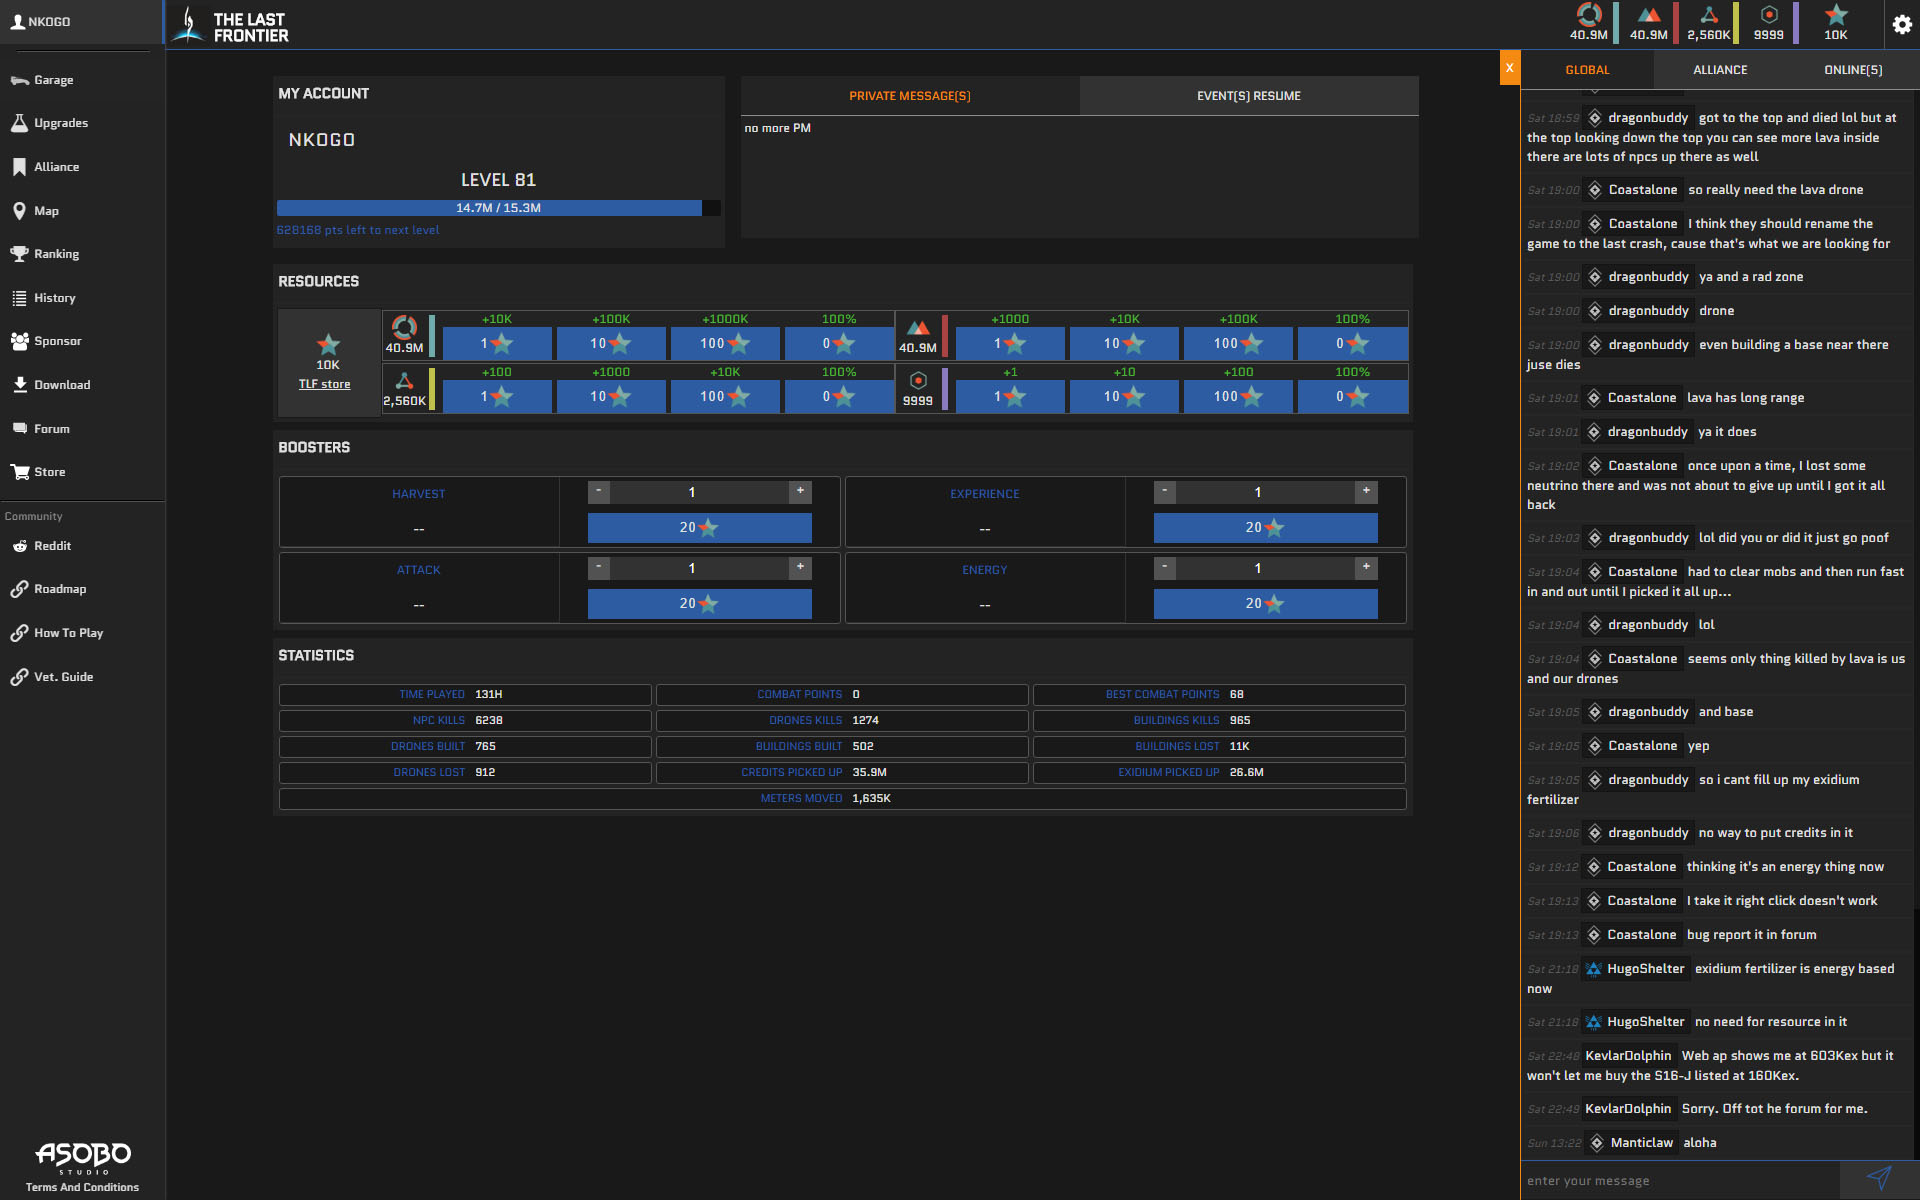 NKOGO
THE LAST
FRONTIER
40.9M
40.9M
2,560K
9999
10K
Garage
Upgrades
Alliance
Map
Ranking
History
Sponsor
Download
Forum
Store
Community
Reddit
Roadmap
How To Play
Vet. Guide
ASOBO
STUDIO
Terms And Conditions
MY ACCOUNT
NKOGO
LEVEL 81
14.7M / 15.3M
628168 pts left to next level
PRIVATE MESSAGE(S)
EVENT(S) RESUME
no more PM
RESOURCES
10K
TLF store
40.9M
+10K +100K +1000K 100%
1 10 100 0
40.9M
+1000 +10K +100K 100%
1 10 100 0
2,560K
+100 +1000 +10K 100%
1 10 100 0
9999
+1 +10 +100 100%
1 10 100 0
BOOSTERS
HARVEST
--
- 1 +
20
EXPERIENCE
--
- 1 +
20
ATTACK
--
- 1 +
20
ENERGY
--
- 1 +
20
STATISTICS
TIME PLAYED 131H
COMBAT POINTS 0
BEST COMBAT POINTS 68
NPC KILLS 6238
DRONES KILLS 1274
BUILDINGS KILLS 965
DRONES BUILT 765
BUILDINGS BUILT 502
BUILDINGS LOST 11K
DRONES LOST 912
CREDITS PICKED UP 35.9M
EXIDIUM PICKED UP 26.6M
METERS MOVED 1,635K
X
GLOBAL
ALLIANCE
ONLINE(5)
Sat 18:59 dragonbuddy got to the top and died lol but at
the top looking down the top you can see more lava inside
there are lots of npcs up there as well
Sat 19:00 Coastalone so really need the lava drone
Sat 19:00 Coastalone I think they should rename the
game to the last crash, cause that's what we are looking for
Sat 19:00 dragonbuddy ya and a rad zone
Sat 19:00 dragonbuddy drone
Sat 19:00 dragonbuddy even building a base near there
juse dies
Sat 19:01 Coastalone lava has long range
Sat 19:01 dragonbuddy ya it does
Sat 19:02 Coastalone once upon a time, I lost some
neutrino there and was not about to give up until I got it all
back
Sat 19:03 dragonbuddy lol did you or did it just go poof
Sat 19:04 Coastalone had to clear mobs and then run fast
in and out until I picked it all up...
Sat 19:04 dragonbuddy lol
Sat 19:04 Coastalone seems only thing killed by lava is us
and our drones
Sat 19:05 dragonbuddy and base
Sat 19:05 Coastalone yep
Sat 19:05 dragonbuddy so i cant fill up my exidium
fertilizer
Sat 19:06 dragonbuddy no way to put credits in it
Sat 19:12 Coastalone thinking it's an energy thing now
Sat 19:13 Coastalone I take it right click doesn't work
Sat 19:13 Coastalone bug report it in forum
Sat 21:18 HugoShelter exidium fertilizer is energy based
now
Sat 21:18 HugoShelter no need for resource in it
Sat 22:48 KevlarDolphin Web ap shows me at 603Kex but it
won't let me buy the S16-J listed at 160Kex.
Sat 22:49 KevlarDolphin Sorry. Off tot he forum for me.
Sun 13:22 Manticlaw aloha
enter your message